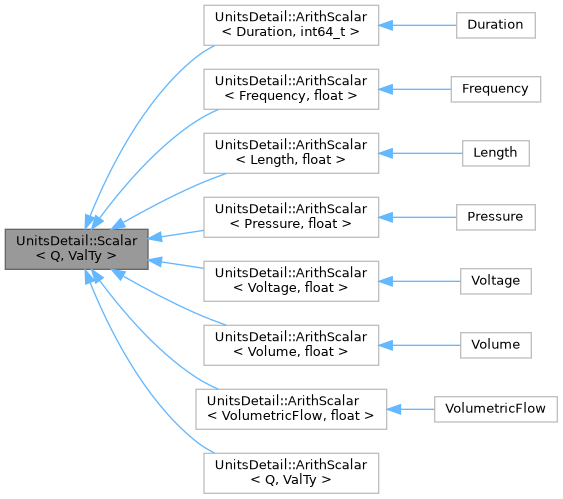 UnitsDetail::ArithScalar
< Duration, int64_t >
Duration
UnitsDetail::ArithScalar
< Frequency, float >
Frequency
UnitsDetail::ArithScalar
< Length, float >
Length
UnitsDetail::ArithScalar
< Pressure, float >
Pressure
UnitsDetail::Scalar
< Q, ValTy >
UnitsDetail::ArithScalar
< Voltage, float >
Voltage
UnitsDetail::ArithScalar
< Volume, float >
Volume
UnitsDetail::ArithScalar
< VolumetricFlow, float >
VolumetricFlow
UnitsDetail::ArithScalar
< Q, ValTy >